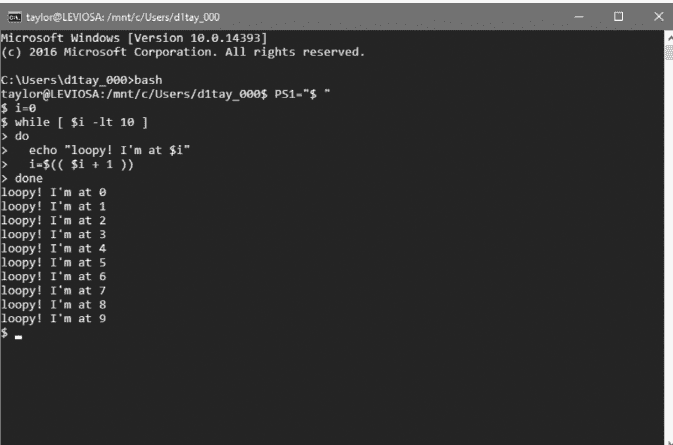 taylor@LEVIOSA: /mnt/c/Users/d1tay_000
Microsoft Windows [Version 10.0.14393]
(c) 2016 Microsoft Corporation. All rights reserved.
C:\Users\d1tay_000>bash
taylor@LEVIOSA:/mnt/c/Users/d1tay_000$ PS1="$ "
$ i=0
$ while [ $i -lt 10 ]
> do
>   echo "loopy! I'm at $i"
>   i=$(( $i + 1 ))
> done
loopy! I'm at 0
loopy! I'm at 1
loopy! I'm at 2
loopy! I'm at 3
loopy! I'm at 4
loopy! I'm at 5
loopy! I'm at 6
loopy! I'm at 7
loopy! I'm at 8
loopy! I'm at 9
$